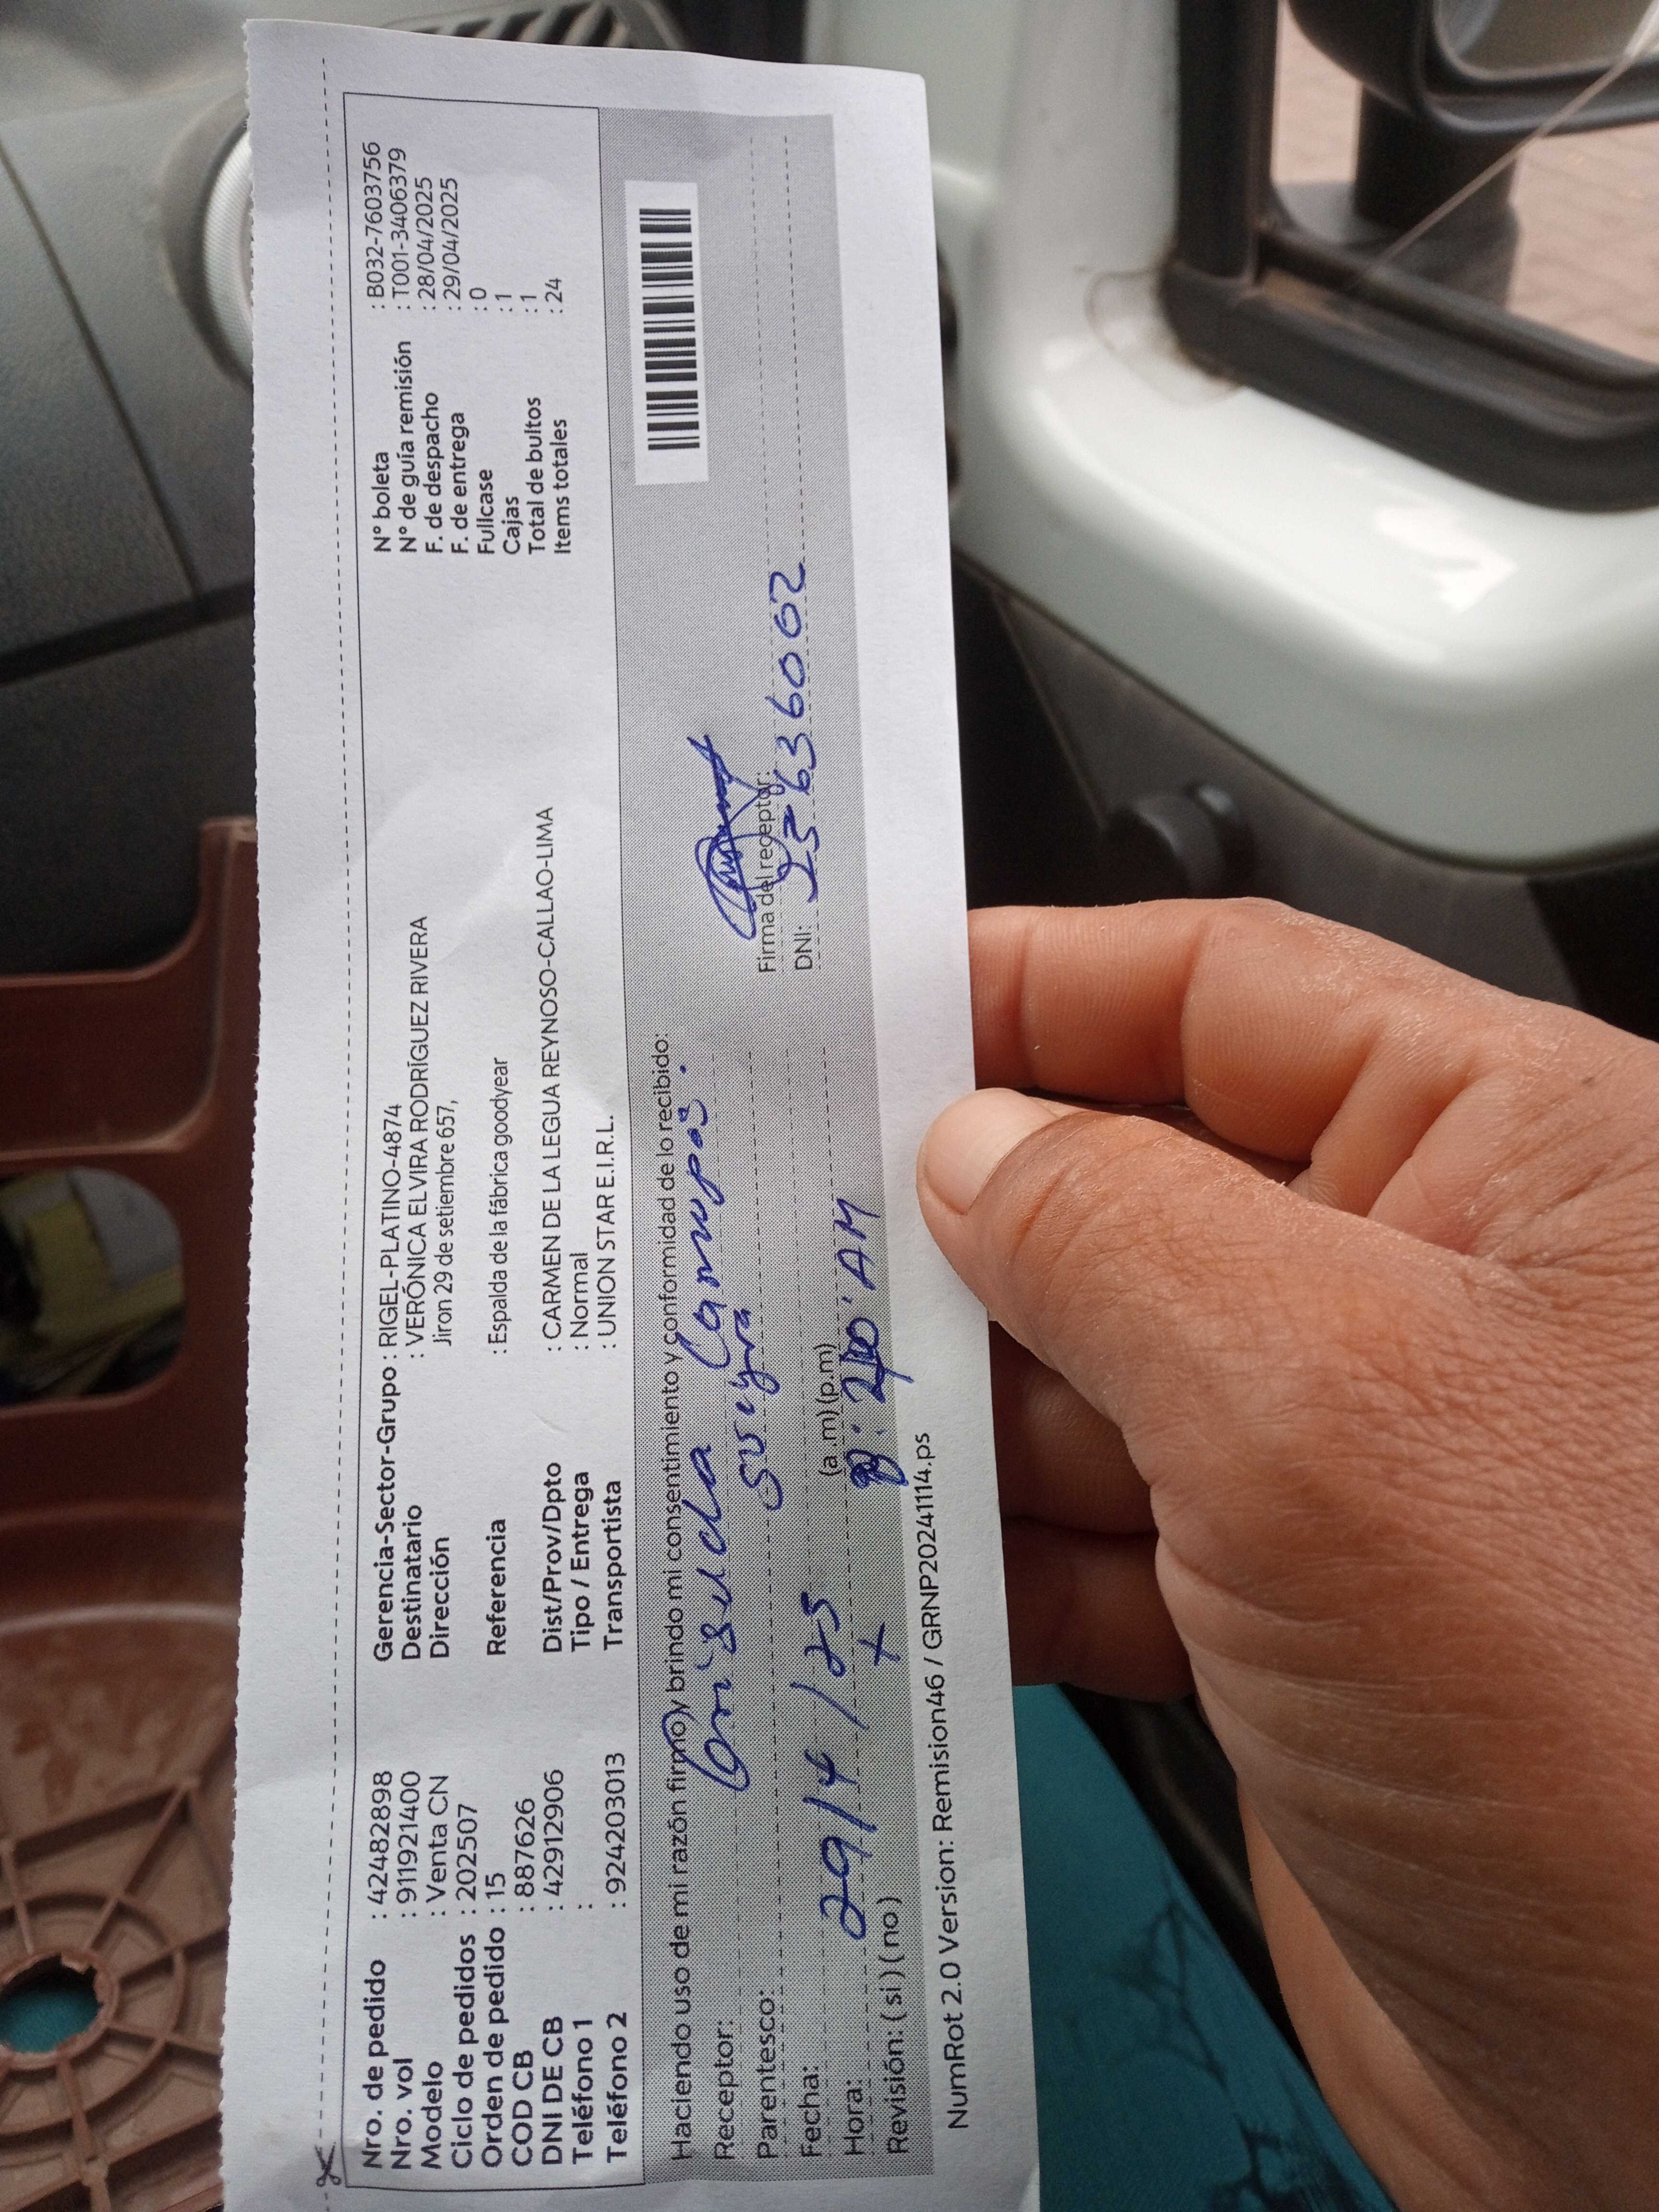 Nro. de pedido : 42482898
Nro. vol : 911921400
Modelo : Venta CN
Ciclo de pedidos : 202507
Orden de pedido : 15
COD CB : 887626
DNI DE CB : 42912906
Teléfono 1 :
Teléfono 2 : 924203013
Gerencia-Sector-Grupo : RIGEL-PLATINO-4874
Destinatario : VERÓNICA ELVIRA RODRÍGUEZ RIVERA
Dirección Jiron 29 de setiembre 657,
Referencia : Espalda de la fábrica goodyear
Dist/Prov/Dpto : CARMEN DE LA LEGUA REYNOSO-CALLAO-LIMA
Tipo / Entrega : Normal
Transportista : UNION STAR E.I.R.L.
N° boleta : B032-7603756
N° de guía remisión : T001-3406379
F. de despacho : 28/04/2025
F. de entrega : 29/04/2025
Fullcase : 0
Cajas : 1
Total de bultos : 1
Items totales : 24
Haciendo uso de mi razón firmo y brindo mi consentimiento y conformidad de lo recibido:
Receptor:
Parentesco: suegra
Fecha: 29/4/25
Hora: (a.m) (p.m) AM
Revisión: ( si ) ( no ) X
Firma del receptor:
DNI: 25636002
NumRot 2.0 Version: Remision46 / GRNP20241114.ps